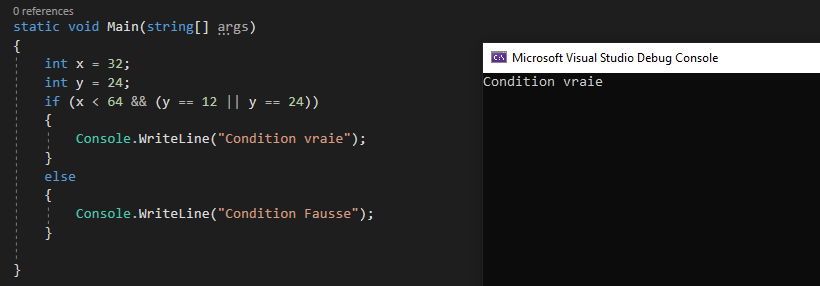 0 references
static void Main(string[] args)
{
int x = 32;
int y = 24;
if (x < 64 && (y == 12 || y == 24))
{
Console.WriteLine("Condition vraie");
}
else
{
Console.WriteLine("Condition Fausse");
}
}
C:\
Microsoft Visual Studio Debug Console
Condition vraie